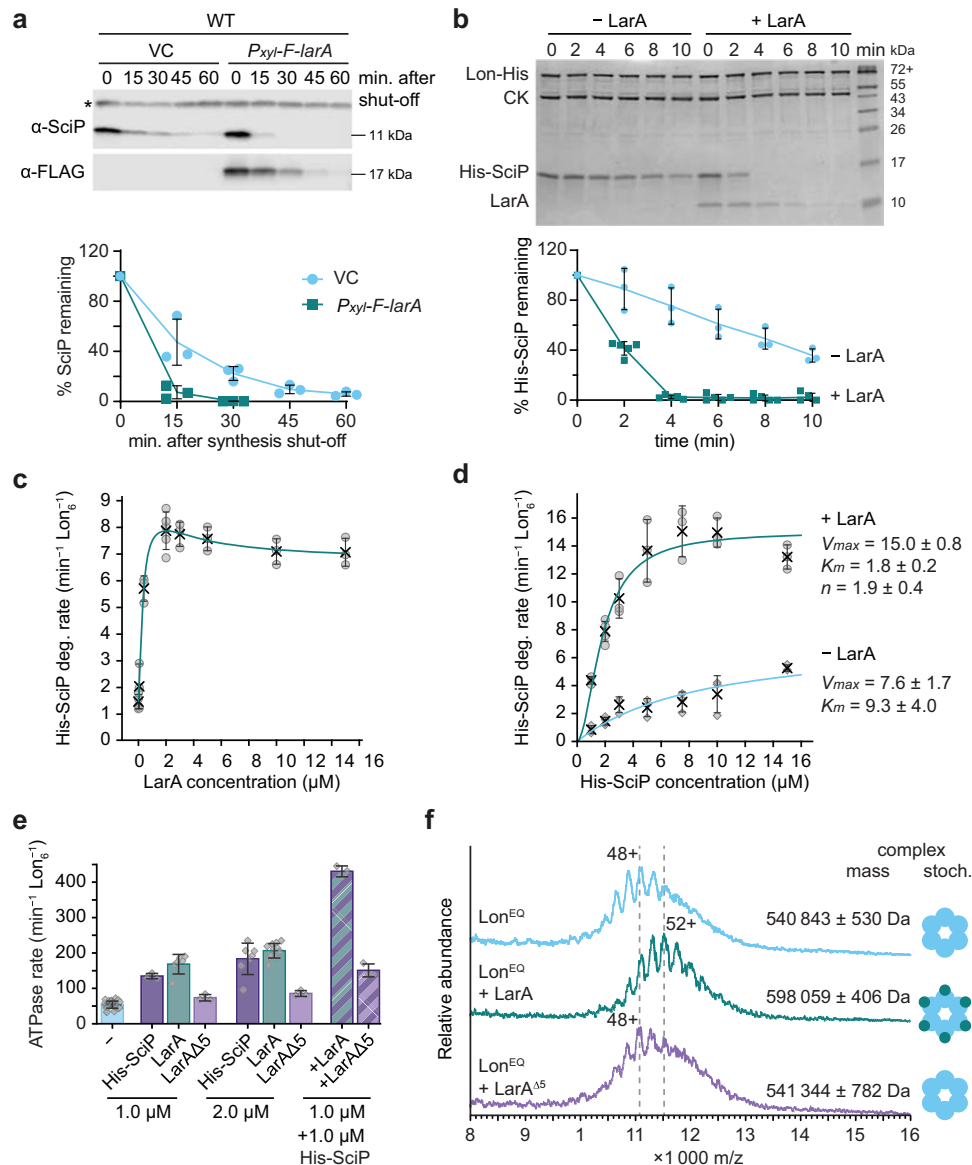 a
WT
VC
Pxyl-F-larA
0 15 30 45 60 0 15 30 45 60 min. after shut-off
*
α-SciP
11 kDa
α-FLAG
17 kDa
120
80
40
0
% SciP remaining
VC
Pxyl-F-larA
0 15 30 45 60
min. after synthesis shut-off
b
– LarA
+ LarA
0 2 4 6 8 10 0 2 4 6 8 10 min
kDa
Lon-His
CK
His-SciP
LarA
72+
55
43
34
26
17
10
120
80
40
0
% His-SciP remaining
– LarA
+ LarA
0 2 4 6 8 10
time (min)
c
9
8
7
6
5
4
3
2
1
0
His-SciP deg. rate (min⁻¹ Lon₆⁻¹)
0 2 4 6 8 10 12 14 16
LarA concentration (µM)
d
16
14
12
10
8
6
4
2
0
His-SciP deg. rate (min⁻¹ Lon₆⁻¹)
0 2 4 6 8 10 12 14 16
His-SciP concentration (µM)
+ LarA
Vmax = 15.0 ± 0.8
Km = 1.8 ± 0.2
n = 1.9 ± 0.4
– LarA
Vmax = 7.6 ± 1.7
Km = 9.3 ± 4.0
e
450
400
300
200
150
100
50
0
ATPase rate (min⁻¹ Lon₆⁻¹)
–
His-SciP
LarA
LarAΔ5
His-SciP
LarA
LarAΔ5
+LarA
+LarAΔ5
1.0 µM
2.0 µM
1.0 µM
+1.0 µM
His-SciP
f
Relative abundance
complex
mass
stoch.
48+
Lon^EQ
540 843 ± 530 Da
52+
Lon^EQ
+ LarA
598 059 ± 406 Da
48+
Lon^EQ
+ LarA^Δ5
541 344 ± 782 Da
8 9 10 11 12 13 14 15 16
×1 000 m/z